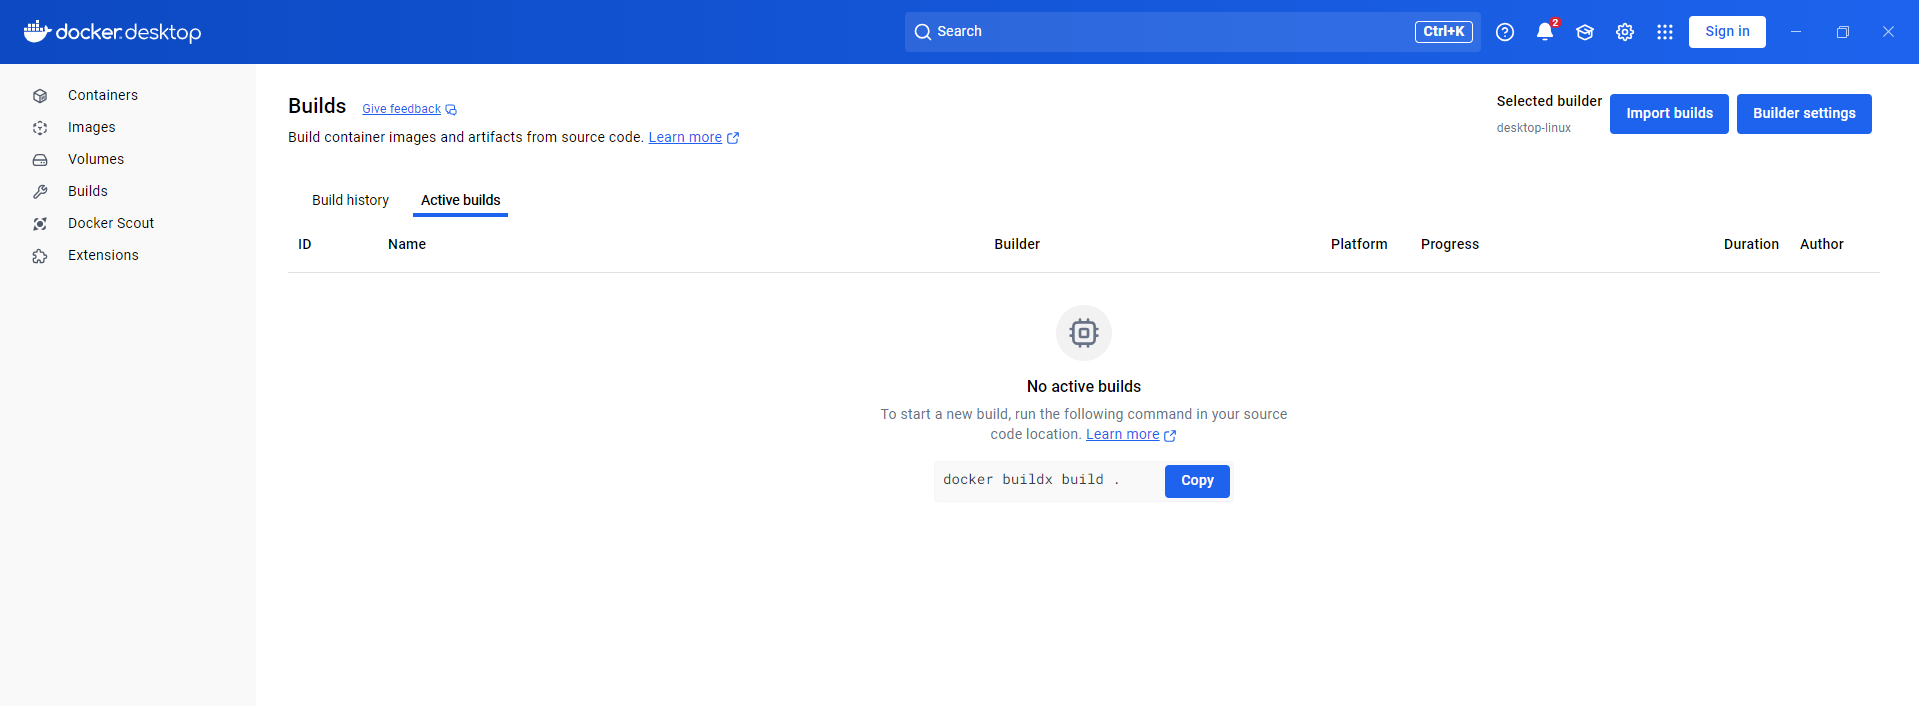 docker.desktop
Search
Ctrl+K
2
Sign in
Containers
Images
Volumes
Builds
Docker Scout
Extensions
Builds
Give feedback
Build container images and artifacts from source code. Learn more
Selected builder
desktop-linux
Import builds
Builder settings
Build history
Active builds
ID Name Builder Platform Progress Duration Author
No active builds
To start a new build, run the following command in your source
code location. Learn more
docker buildx build .
Copy